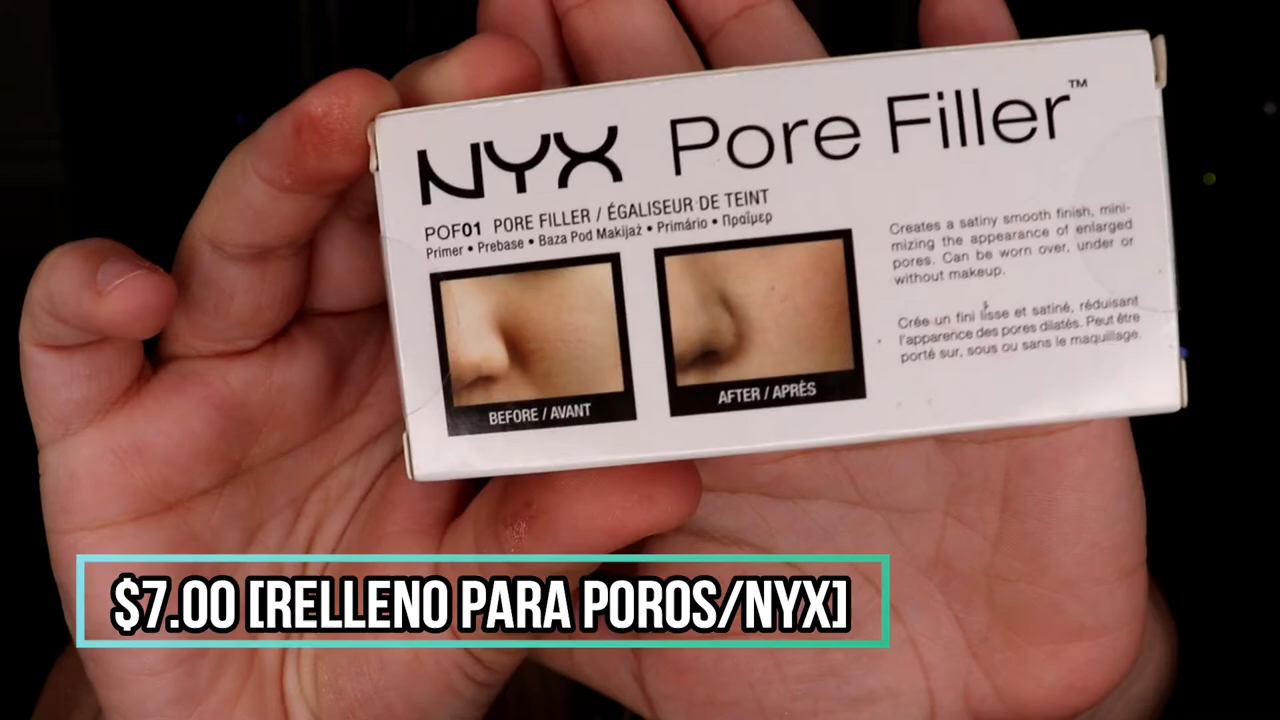 NYX Pore Filler™
POF01 PORE FILLER / ÉGALISEUR DE TEINT
Primer • Prebase • Baza Pod Makijaż • Primário • Πραϊμερ
BEFORE / AVANT
AFTER / APRÈS
Creates a satiny smooth finish, mini-
mizing the appearance of enlarged
pores. Can be worn over, under or
without makeup.
Crée un fini lisse et satiné, réduisant
l'apparence des pores dilatés. Peut être
porté sur, sous ou sans le maquillage.
$7.00 [RELLENO PARA POROS/NYX]